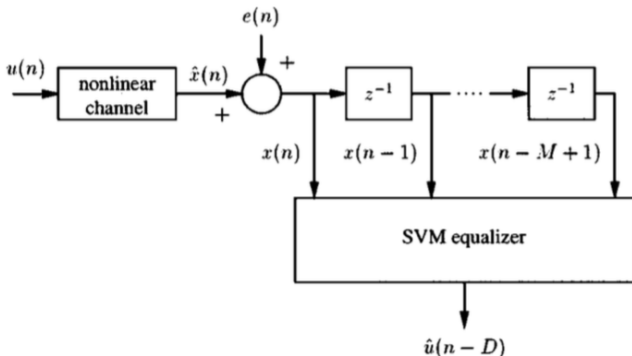 e(n)
u(n)
nonlinear
channel
x̂(n)
+
+
z⁻¹
....
z⁻¹
x(n)
x(n − 1)
x(n − M + 1)
SVM equalizer
û(n − D)